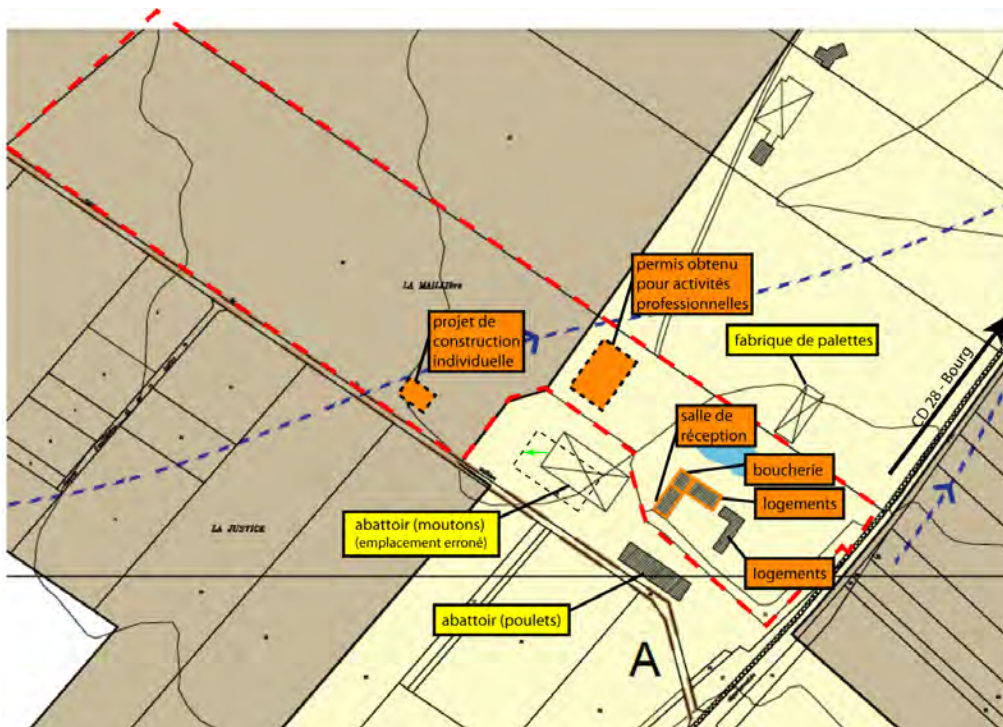 permis obtenu
pour activités
professionnelles
LA MAILLIère
projet de
construction
individuelle
fabrique de palettes
CD 28 - Bourg
salle de
réception
boucherie
logements
abattoir (moutons)
(emplacement erroné)
LA JUSTICE
logements
abattoir (poulets)
A